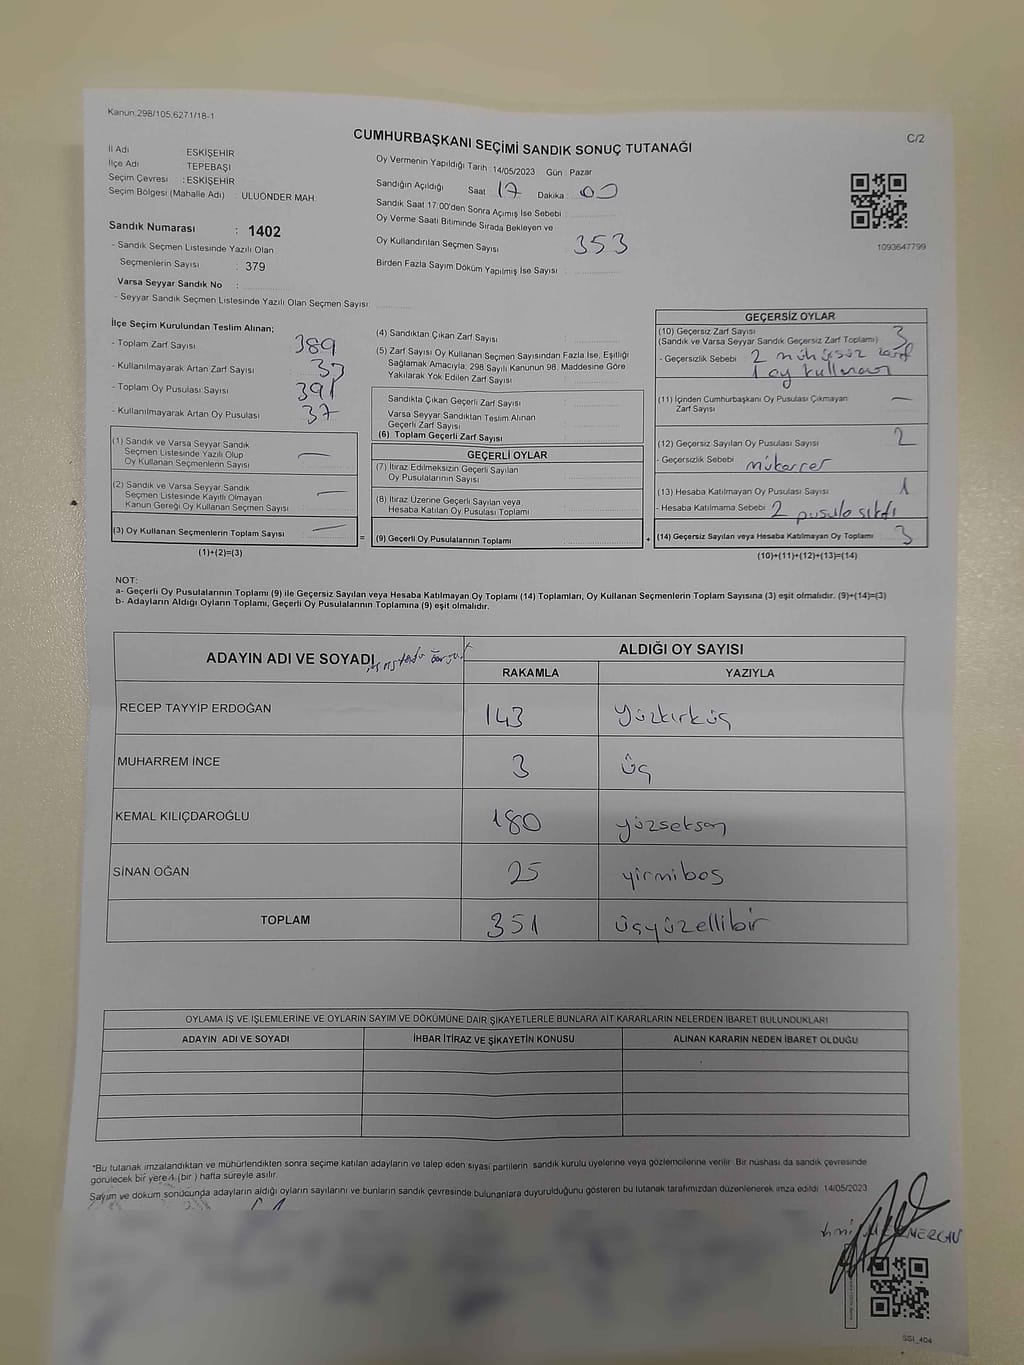 Kanun:298/105.6271/18-1
C/2
CUMHURBAŞKANI SEÇİMİ SANDIK SONUÇ TUTANAĞI
İl Adı ESKİŞEHİR
İlçe Adı TEPEBAŞI
Seçim Çevresi : ESKİŞEHİR
Seçim Bölgesi (Mahalle Adı) : ULUÖNDER MAH.
Sandık Numarası : 1402
- Sandık Seçmen Listesinde Yazılı Olan
Seçmenlerin Sayısı : 379
Varsa Seyyar Sandık No :
- Seyyar Sandık Seçmen Listesinde Yazılı Olan Seçmen Sayısı:
Oy Vermenin Yapıldığı Tarih :14/05/2023 Gün : Pazar
Sandığın Açıldığı Saat 17 Dakika : 00
Sandık Saat 17:00'den Sonra Açımış İse Sebebi :
Oy Verme Saati Bitiminde Sırada Bekleyen ve
Oy Kullandırılan Seçmen Sayısı : 353
Birden Fazla Sayım Döküm Yapılmış İse Sayısı :
1093647799
İlçe Seçim Kurulundan Teslim Alınan;
- Toplam Zarf Sayısı : 389
- Kullanılmayarak Artan Zarf Sayısı :
- Toplam Oy Pusulası Sayısı : 391
- Kullanılmayarak Artan Oy Pusulası : 37
(1) Sandık ve Varsa Seyyar Sandık
Seçmen Listesinde Yazılı Olup
Oy Kullanan Seçmenlerin Sayısı : —
(2) Sandık ve Varsa Seyyar Sandık
Seçmen Listesinde Kayıtlı Olmayan
Kanun Gereği Oy Kullanan Seçmen Sayısı : —
(3) Oy Kullanan Seçmenlerin Toplam Sayısı : —
(1)+(2)=(3)
(4) Sandıktan Çıkan Zarf Sayısı :
(5) Zarf Sayısı Oy Kullanan Seçmen Sayısından Fazla İse, Eşitliği
Sağlamak Amacıyla, 298 Sayılı Kanunun 98. Maddesine Göre
Yakılarak Yok Edilen Zarf Sayısı :
Sandıkta Çıkan Geçerli Zarf Sayısı :
Varsa Seyyar Sandıktan Teslim Alınan
Geçerli Zarf Sayısı :
(6) Toplam Geçerli Zarf Sayısı :
GEÇERLİ OYLAR
(7) İtiraz Edilmeksizin Geçerli Sayılan
Oy Pusulalarının Sayısı :
(8) İtiraz Üzerine Geçerli Sayılan veya
Hesaba Katılan Oy Pusulası Toplamı :
= (9) Geçerli Oy Pusulalarının Toplamı :
GEÇERSİZ OYLAR
(10) Geçersiz Zarf Sayısı
(Sandık ve Varsa Seyyar Sandık Geçersiz Zarf Toplamı) : 3
- Geçersizlik Sebebi : 2 mühürsüz zarf
1 oy
(11) İçinden Cumhurbaşkanı Oy Pusulası Çıkmayan
Zarf Sayısı : —
(12) Geçersiz Sayılan Oy Pusulası Sayısı : 2
- Geçersizlik Sebebi : mükerrer
(13) Hesaba Katılmayan Oy Pusulası Sayısı : 1
- Hesaba Katılmama Sebebi : 2 pusula
+ (14) Geçersiz Sayılan veya Hesaba Katılmayan Oy Toplamı : 3
(10)+(11)+(12)+(13)=(14)
NOT:
a- Geçerli Oy Pusulalarının Toplamı (9) ile Geçersiz Sayılan veya Hesaba Katılmayan Oy Toplamı (14) Toplamları, Oy Kullanan Seçmenlerin Toplam Sayısına (3) eşit olmalıdır. (9)+(14)=(3)
b- Adayların Aldığı Oyların Toplamı, Geçerli Oy Pusulalarının Toplamına (9) eşit olmalıdır.
ADAYIN ADI VE SOYADI
ALDIĞI OY SAYISI
RAKAMLA YAZIYLA
RECEP TAYYİP ERDOĞAN 143 Yüzkırküç
MUHARREM İNCE 3 üç
KEMAL KILIÇDAROĞLU 180 yüzseksen
SİNAN OĞAN 25 yirmibeş
TOPLAM 351 üçyüzellibir
OYLAMA İŞ VE İŞLEMLERİNE VE OYLARIN SAYIM VE DÖKÜMÜNE DAİR ŞİKAYETLERLE BUNLARA AİT KARARLARIN NELERDEN İBARET BULUNDUKLARI
ADAYIN ADI VE SOYADI İHBAR İTİRAZ VE ŞİKAYETİN KONUSU ALINAN KARARIN NEDEN İBARET OLDUĞU
*Bu tutanak imzalandıktan ve mühürlendikten sonra seçime katılan adayların ve talep eden siyasi partilerin sandık kurulu üyelerine veya gözlemcilerine verilir. Bir nüshası da sandık çevresinde
görülecek bir yere 1 (bir) hafta süreyle asılır.
Sayım ve döküm sonucunda adayların aldığı oyların sayılarını ve bunların sandık çevresinde bulunanlara duyurulduğunu gösteren bu tutanak tarafımızdan düzenlenerek imza edildi. 14/05/2023
SSI_404